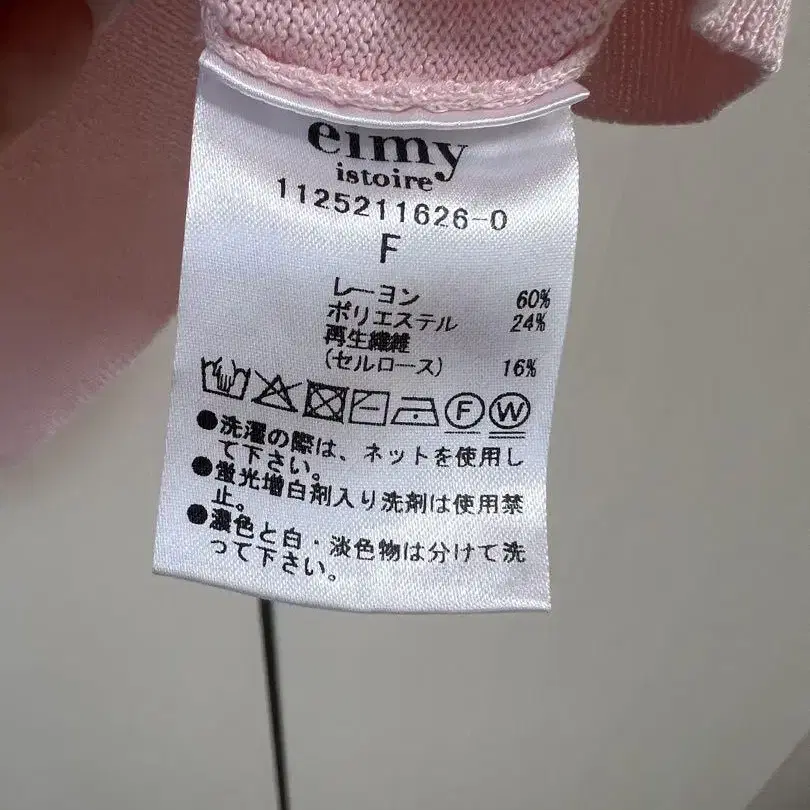 eimy
istoire
1125211626-0
F
レーヨン 60%
ポリエステル 24%
再生繊維
(セルロース) 16%
F W
●洗濯の際は、ネットを使用し
て下さい。
●蛍光増白剤入り洗剤は使用禁
止。
●濃色と白・淡色物は分けて洗
って下さい。